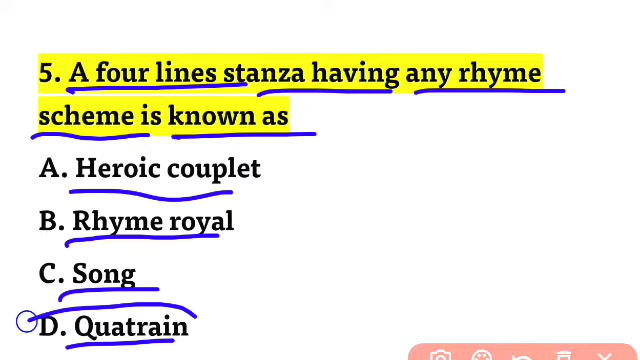 5. A four lines stanza having any rhyme
scheme is known as
A. Heroic couplet
B. Rhyme royal
C. Song
D. Quatrain